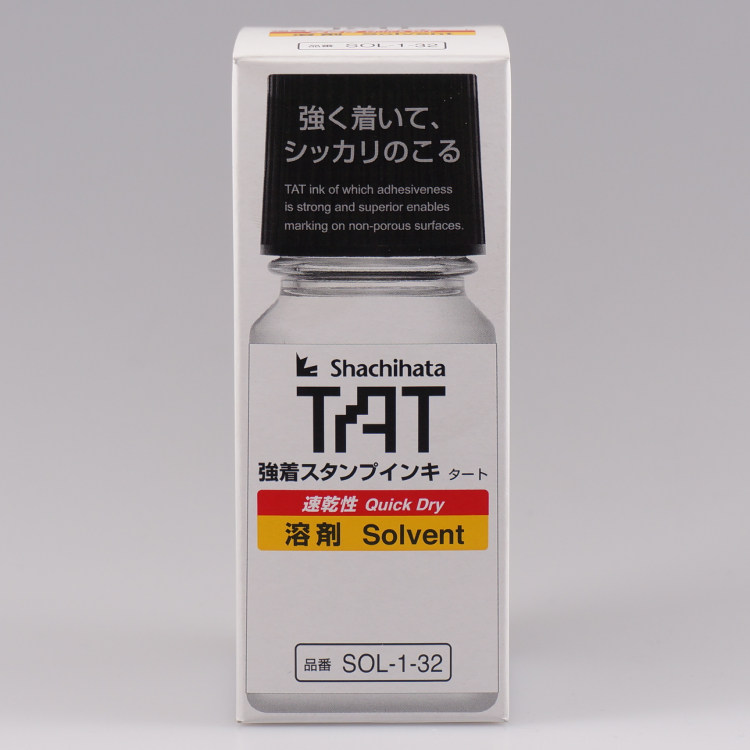 品番 SOL-1-32
強く着いて、
シッカリのこる
TAT ink of which adhesiveness
is strong and superior enables
marking on non-porous surfaces.
Shachihata
TAT
強着スタンプインキ タート
速乾性 Quick Dry
溶剤 Solvent
品番 SOL-1-32